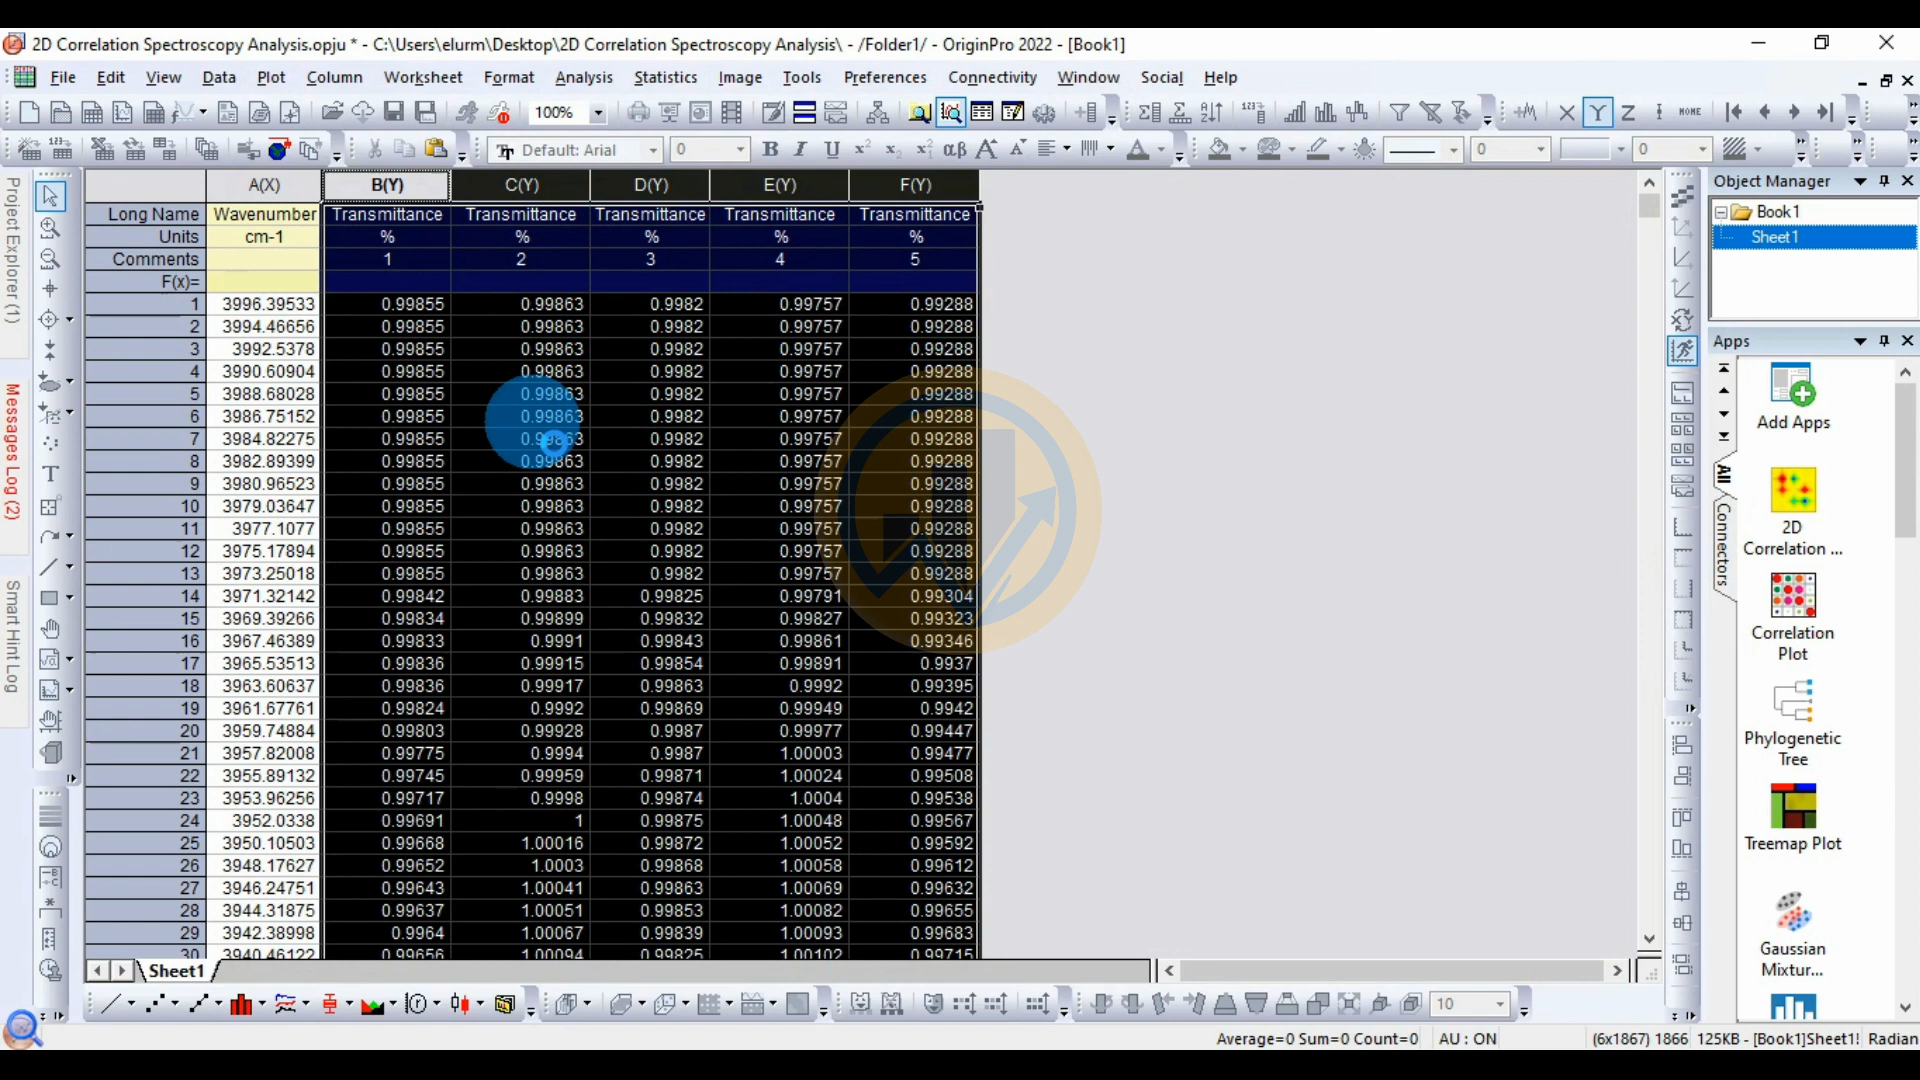 2D Correlation Spectroscopy Analysis.opju * - C:\Users\elurm\Desktop\2D Correlation Spectroscopy Analysis\ - /Folder1/ - OriginPro 2022 - [Book1]
File Edit View Data Plot Column Worksheet Format Analysis Statistics Image Tools Preferences Connectivity Window Social Help
100% X Y Z HOME
Default: Arial 0 B I U αβ A A A 0 0
Project Explorer (1)
Messages Log (2)
Smart Hint Log
A(X) B(Y) C(Y) D(Y) E(Y) F(Y)
Long Name Wavenumber Transmittance Transmittance Transmittance Transmittance Transmittance
Units cm-1 % % % % %
Comments 1 2 3 4 5
F(x)=
1 3996.39533 0.99855 0.99863 0.9982 0.99757 0.99288
2 3994.46656 0.99855 0.99863 0.9982 0.99757 0.99288
3 3992.5378 0.99855 0.99863 0.9982 0.99757 0.99288
4 3990.60904 0.99855 0.99863 0.9982 0.99757 0.99288
5 3988.68028 0.99855 0.99863 0.9982 0.99757 0.99288
6 3986.75152 0.99855 0.99863 0.9982 0.99757 0.99288
7 3984.82275 0.99855 0.99863 0.9982 0.99757 0.99288
8 3982.89399 0.99855 0.99863 0.9982 0.99757 0.99288
9 3980.96523 0.99855 0.99863 0.9982 0.99757 0.99288
10 3979.03647 0.99855 0.99863 0.9982 0.99757 0.99288
11 3977.1077 0.99855 0.99863 0.9982 0.99757 0.99288
12 3975.17894 0.99855 0.99863 0.9982 0.99757 0.99288
13 3973.25018 0.99855 0.99863 0.9982 0.99757 0.99288
14 3971.32142 0.99842 0.99883 0.99825 0.99791 0.99304
15 3969.39266 0.99834 0.99899 0.99832 0.99827 0.99323
16 3967.46389 0.99833 0.9991 0.99843 0.99861 0.99346
17 3965.53513 0.99836 0.99915 0.99854 0.99891 0.9937
18 3963.60637 0.99836 0.99917 0.99863 0.9992 0.99395
19 3961.67761 0.99824 0.9992 0.99869 0.99949 0.9942
20 3959.74884 0.99803 0.99928 0.9987 0.99977 0.99447
21 3957.82008 0.99775 0.9994 0.9987 1.00003 0.99477
22 3955.89132 0.99745 0.99959 0.99871 1.00024 0.99508
23 3953.96256 0.99717 0.9998 0.99874 1.0004 0.99538
24 3952.0338 0.99691 1 0.99875 1.00048 0.99567
25 3950.10503 0.99668 1.00016 0.99872 1.00052 0.99592
26 3948.17627 0.99652 1.0003 0.99868 1.00058 0.99612
27 3946.24751 0.99643 1.00041 0.99863 1.00069 0.99632
28 3944.31875 0.99637 1.00051 0.99853 1.00082 0.99655
29 3942.38998 0.9964 1.00067 0.99839 1.00093 0.99683
30 3940.46122 0.99656 1.00094 0.99825 1.00102 0.99715
Sheet1
10
Average=0 Sum=0 Count=0 AU : ON (6x1867) 1866 125KB - [Book1]Sheet1! Radian
Object Manager
Book1
Sheet1
Apps
All
Connectors
Add Apps
2D
Correlation ...
Correlation
Plot
Phylogenetic
Tree
Treemap Plot
Gaussian
Mixtur...